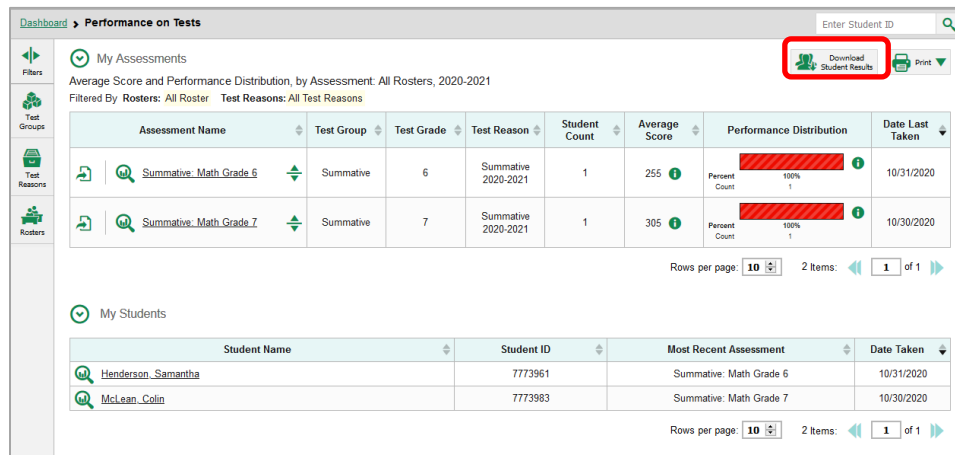 Dashboard > Performance on Tests
Enter Student ID
Filters
Test
Groups
Test
Reasons
Rosters
My Assessments
Download
Student Results
Print
Average Score and Performance Distribution, by Assessment: All Rosters, 2020-2021
Filtered By Rosters: All Roster Test Reasons: All Test Reasons
Assessment Name Test Group Test Grade Test Reason Student Count Average Score Performance Distribution Date Last Taken
Summative: Math Grade 6 Summative 6 Summative 2020-2021 1 255 Percent 100% Count 1 10/31/2020
Summative: Math Grade 7 Summative 7 Summative 2020-2021 1 305 Percent 100% Count 1 10/30/2020
Rows per page: 10 2 Items: 1 of 1
My Students
Student Name Student ID Most Recent Assessment Date Taken
Henderson, Samantha 7773961 Summative: Math Grade 6 10/31/2020
McLean, Colin 7773983 Summative: Math Grade 7 10/30/2020
Rows per page: 10 2 Items: 1 of 1